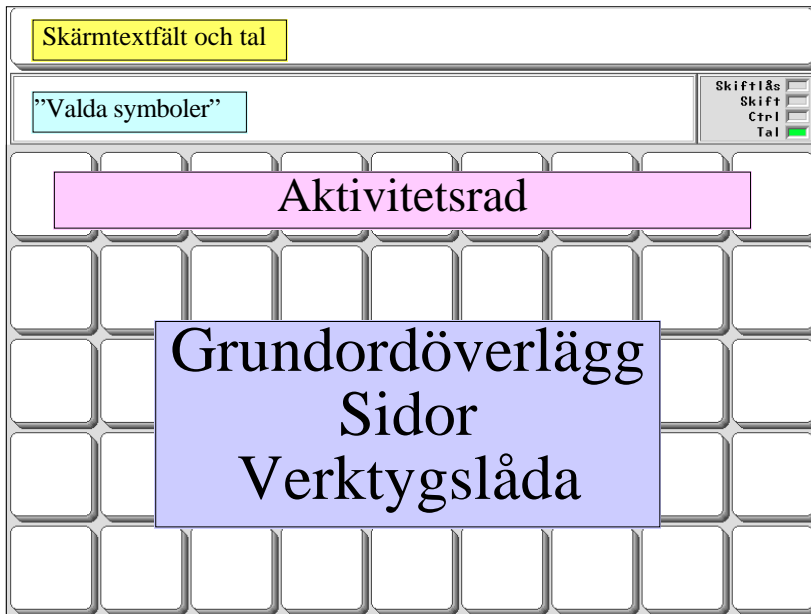 Skärmtextfält och tal
”Valda symboler”
Skiftlås
Skift
Ctrl
Tal
Aktivitetsrad
Grundordöverlägg
Sidor
Verktygslåda